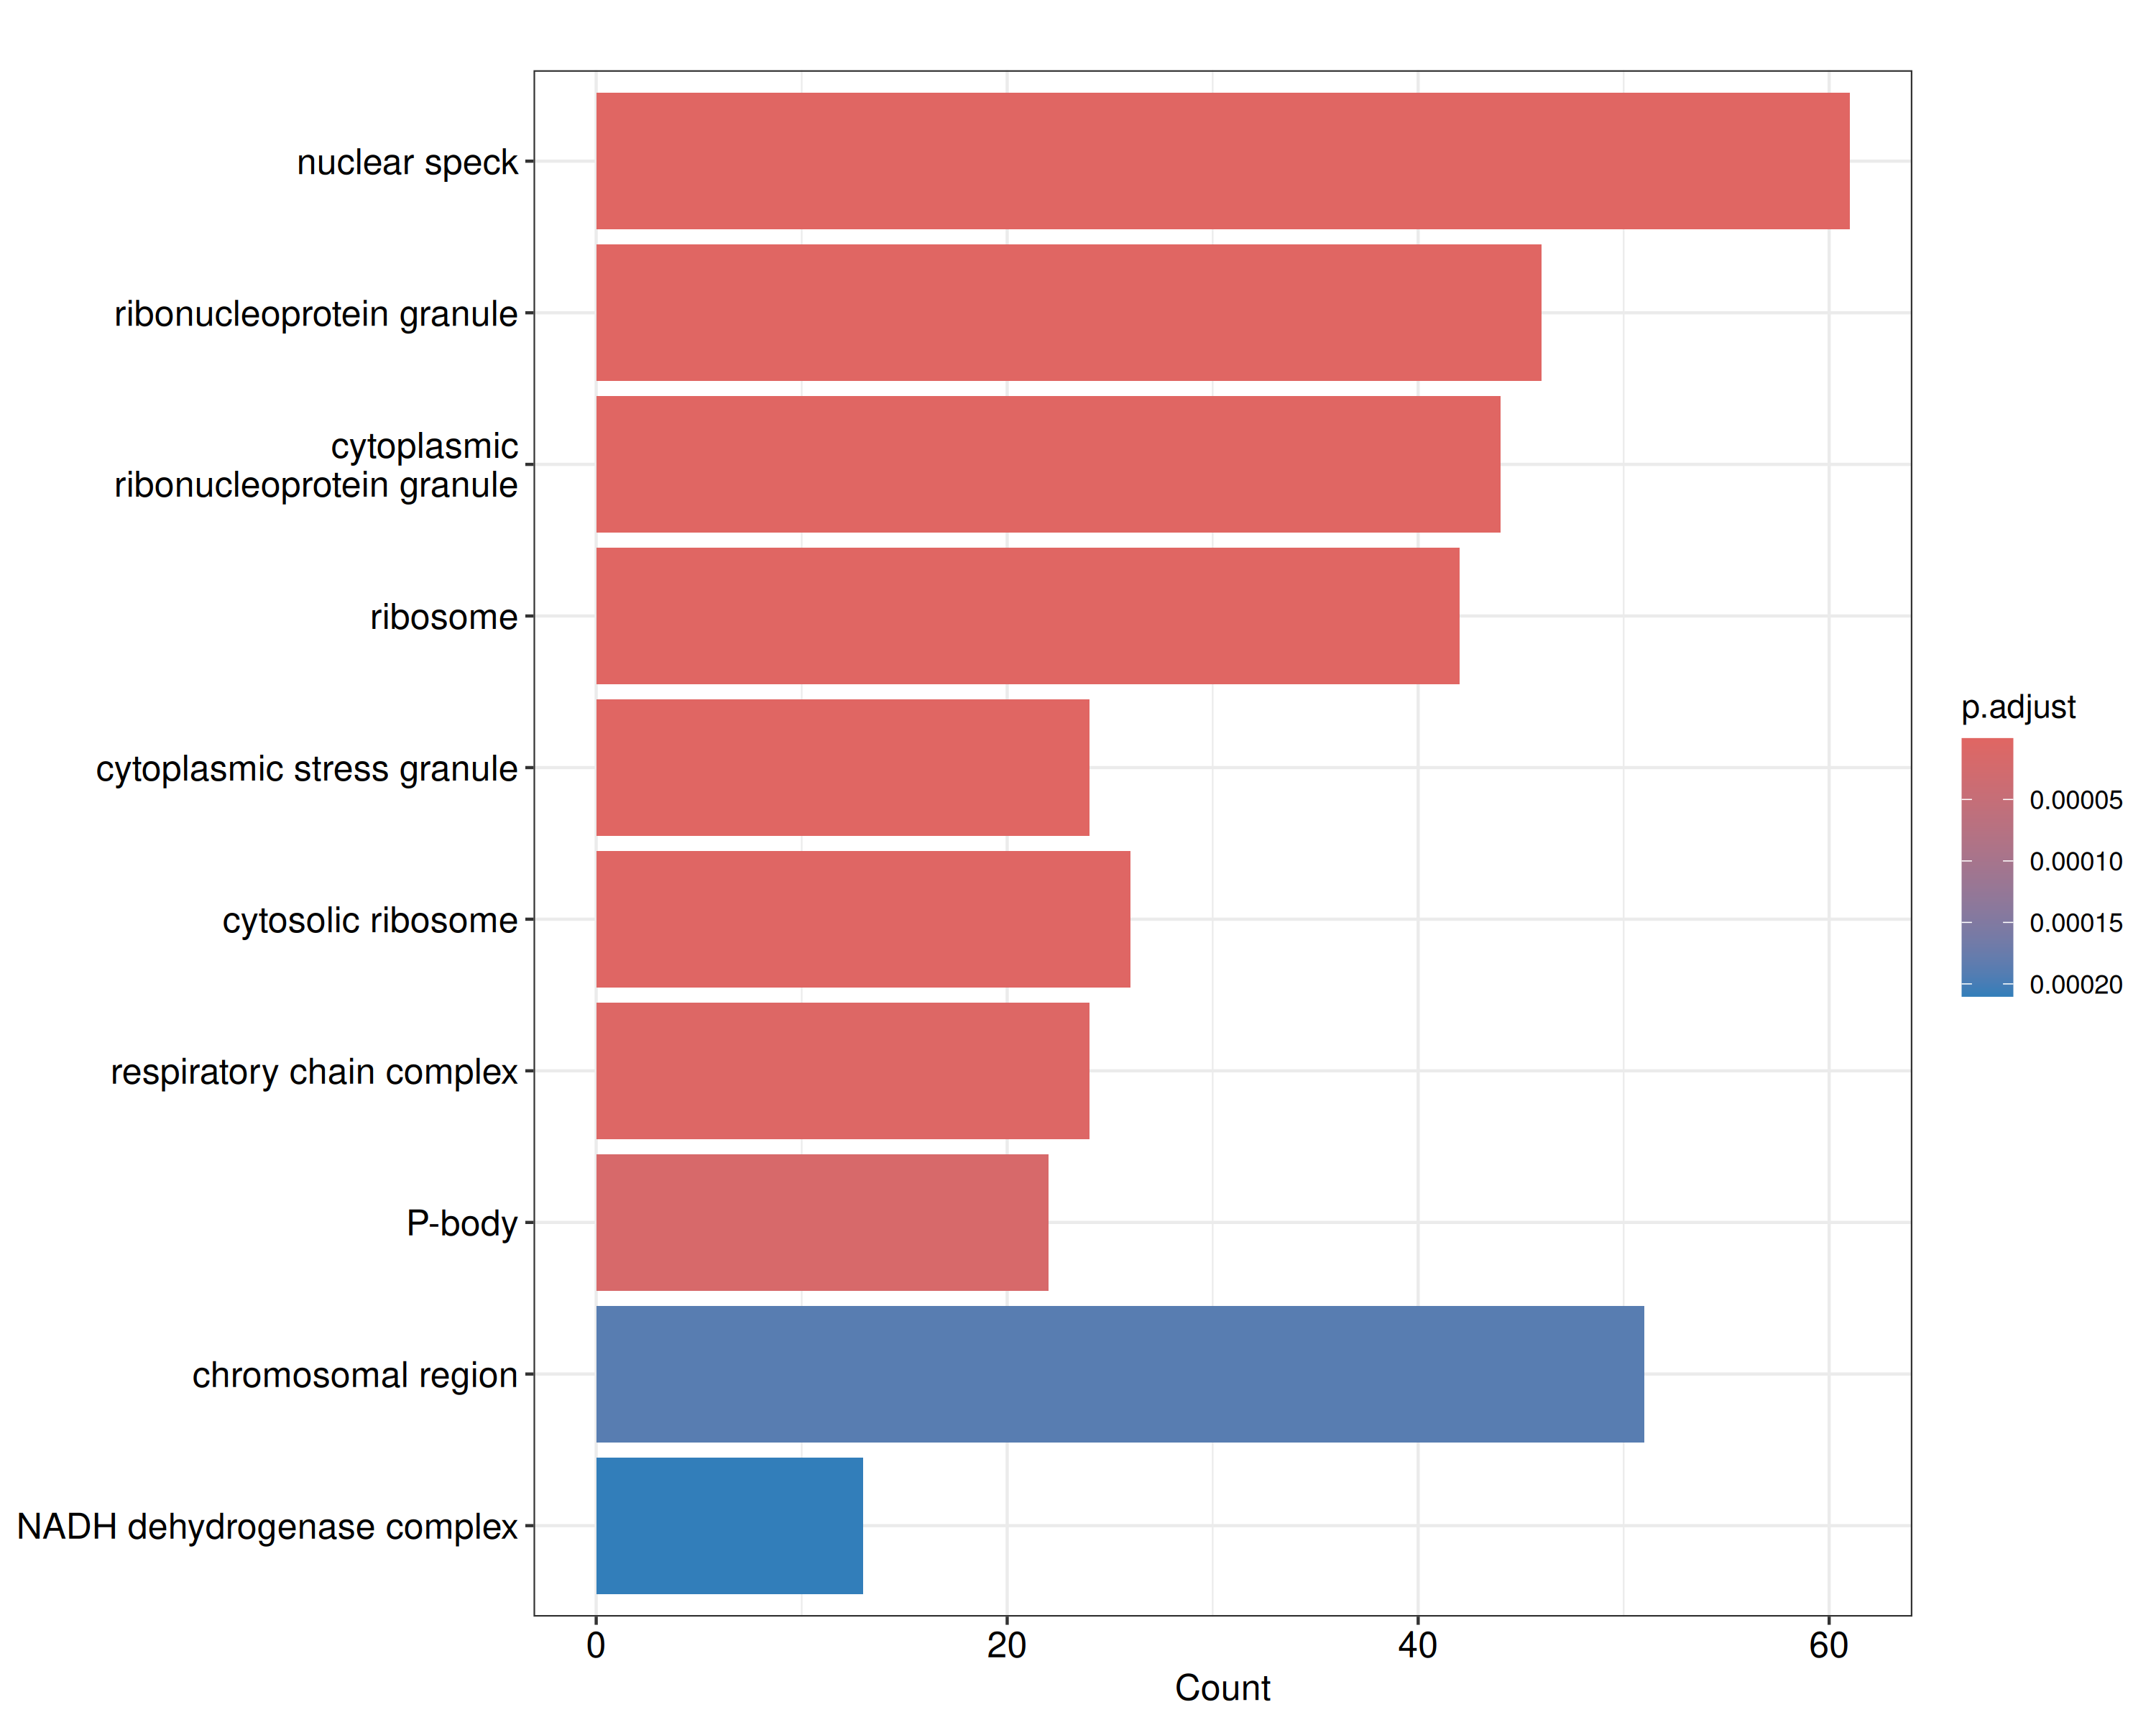 nuclear speck
ribonucleoprotein granule
cytoplasmic
ribonucleoprotein granule
ribosome
cytoplasmic stress granule
cytosolic ribosome
respiratory chain complex
P-body
chromosomal region
NADH dehydrogenase complex
0 20 40 60
Count
p.adjust
0.00005
0.00010
0.00015
0.00020